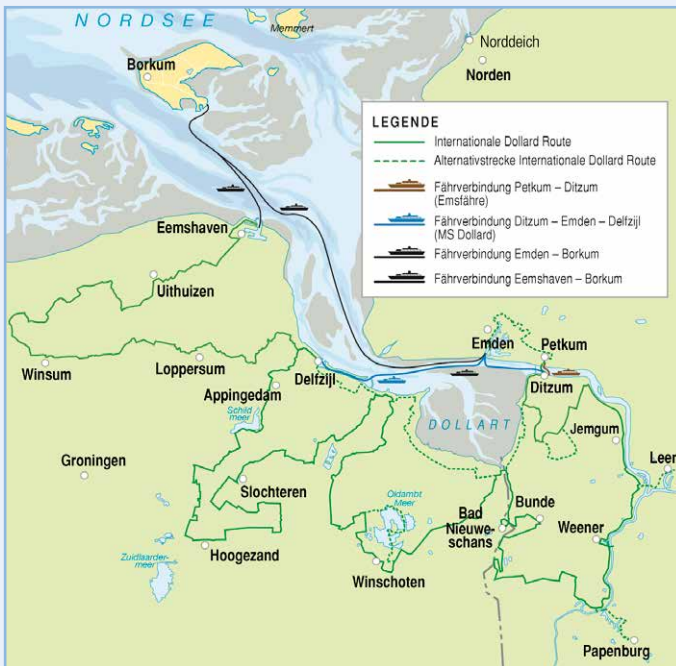 NORDSEE
Memmert
Borkum
Norddeich
Norden
LEGENDE
Internationale Dollard Route
Alternativstrecke Internationale Dollard Route
Fährverbindung Petkum – Ditzum
(Emsfähre)
Fährverbindung Ditzum – Emden – Delfzijl
(MS Dollard)
Fährverbindung Emden – Borkum
Fährverbindung Eemshaven – Borkum
Eemshaven
Uithuizen
Emden
Petkum
Winsum
Loppersum
Delfzijl
Ditzum
Appingedam
Schild
meer
DOLLART
Jemgum
Groningen
Leer
Slochteren
Oldambt
Meer
Bad
Nieuwe-
schans
Bunde
Weener
Hoogezand
Zuidlaarder-
meer
Winschoten
Papenburg